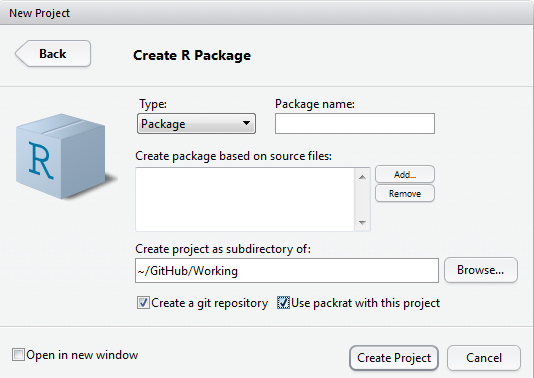 New Project
Back
Create R Package
Type:
Package name:
Package
R
Create package based on source files:
Add...
Remove
Create project as subdirectory of:
~/GitHub/Working
Browse...
Create a git repository
Use packrat with this project
Open in new window
Create Project
Cancel